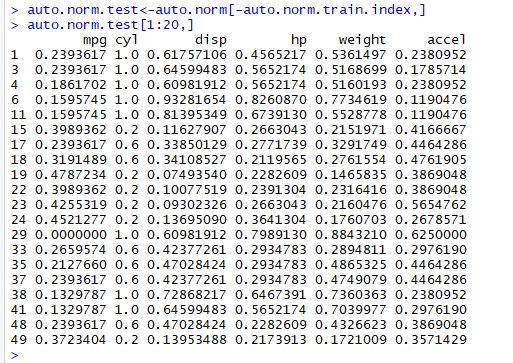 > auto.norm.test<-auto.norm[-auto.norm.train.index,]
> auto.norm.test[1:20,]
mpg cyl disp hp weight accel
1 0.2393617 1.0 0.61757106 0.4565217 0.5361497 0.2380952
3 0.2393617 1.0 0.64599483 0.5652174 0.5168699 0.1785714
4 0.1861702 1.0 0.60981912 0.5652174 0.5160193 0.2380952
6 0.1595745 1.0 0.93281654 0.8260870 0.7734619 0.1190476
11 0.1595745 1.0 0.81395349 0.6739130 0.5528778 0.1190476
15 0.3989362 0.2 0.11627907 0.2663043 0.2151971 0.4166667
17 0.2393617 0.6 0.33850129 0.2771739 0.3291749 0.4464286
18 0.3191489 0.6 0.34108527 0.2119565 0.2761554 0.4761905
19 0.4787234 0.2 0.07493540 0.2282609 0.1465835 0.3869048
22 0.3989362 0.2 0.10077519 0.2391304 0.2316416 0.3869048
23 0.4255319 0.2 0.09302326 0.2663043 0.2160476 0.5654762
24 0.4521277 0.2 0.13695090 0.3641304 0.1760703 0.2678571
29 0.0000000 1.0 0.60981912 0.7989130 0.8843210 0.6250000
33 0.2659574 0.6 0.42377261 0.2934783 0.2894811 0.2976190
35 0.2127660 0.6 0.47028424 0.2934783 0.4865325 0.4464286
37 0.2393617 0.6 0.42377261 0.2934783 0.4749079 0.4464286
38 0.1329787 1.0 0.72868217 0.6467391 0.7360363 0.2380952
41 0.1329787 1.0 0.64599483 0.5652174 0.7039977 0.2976190
48 0.2393617 0.6 0.47028424 0.2282609 0.4326623 0.3869048
49 0.3723404 0.2 0.13953488 0.2173913 0.1721009 0.3571429
>